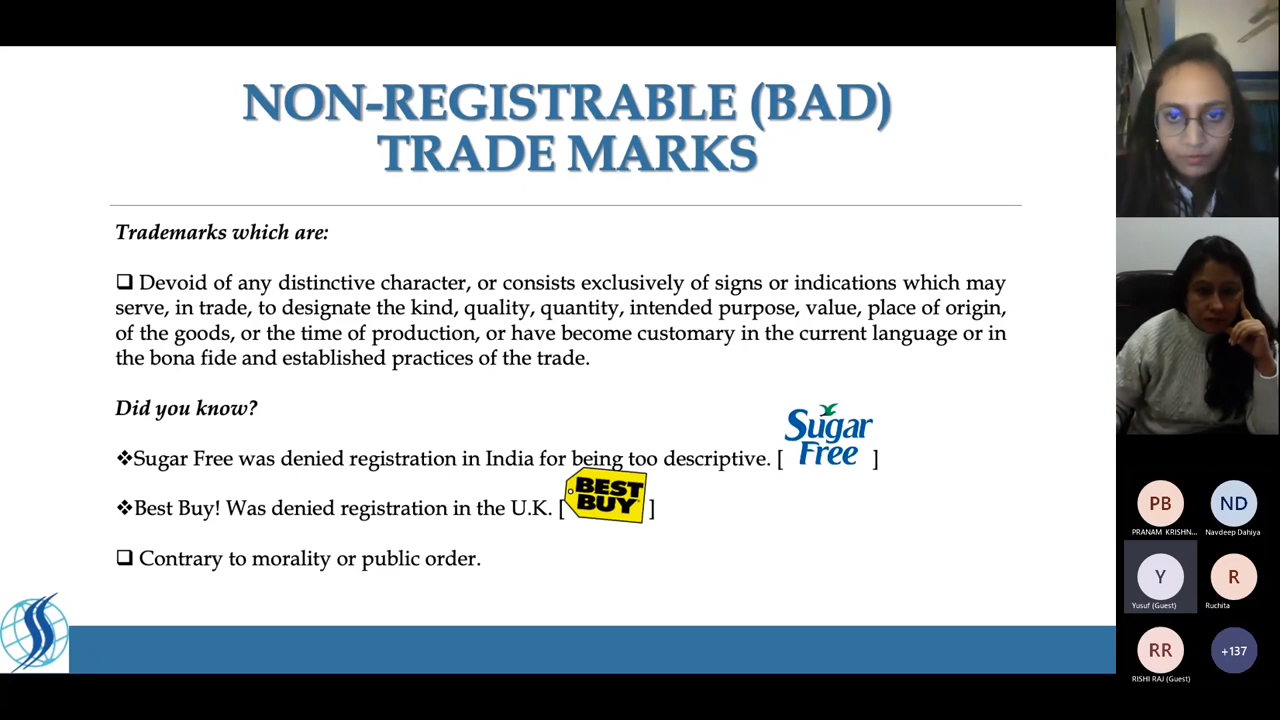 NON-REGISTRABLE (BAD)
TRADE MARKS
Trademarks which are:
❑ Devoid of any distinctive character, or consists exclusively of signs or indications which may
serve, in trade, to designate the kind, quality, quantity, intended purpose, value, place of origin,
of the goods, or the time of production, or have become customary in the current language or in
the bona fide and established practices of the trade.
Did you know?
Sugar
Free
❖Sugar Free was denied registration in India for being too descriptive. [ ]
BEST
BUY
❖Best Buy! Was denied registration in the U.K. [ ]
❑ Contrary to morality or public order.
PB
PRANAM KRISHN...
ND
Navdeep Dahiya
Y
Yusuf (Guest)
R
Ruchita
RR
RISHI RAJ (Guest)
+137